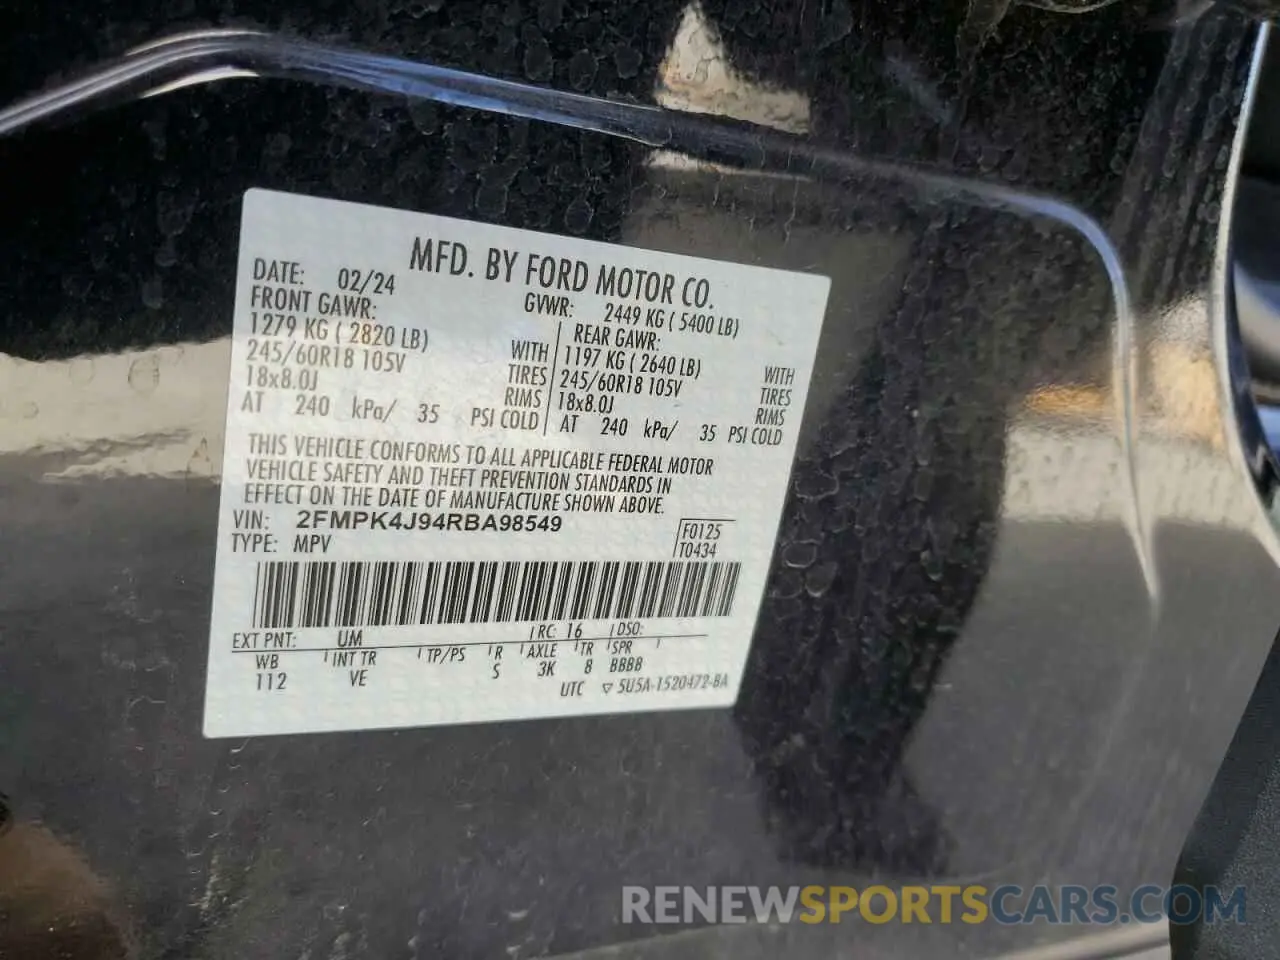 MFD. BY FORD MOTOR CO.
DATE: 02/24 GVWR: 2449 KG ( 5400 LB)
FRONT GAWR: REAR GAWR:
1279 KG ( 2820 LB) WITH 1197 KG ( 2640 LB) WITH
245/60R18 105V TIRES 245/60R18 105V TIRES
18x8.0J RIMS 18x8.0J RIMS
AT 240 kPa/ 35 PSI COLD AT 240 kPa/ 35 PSI COLD
THIS VEHICLE CONFORMS TO ALL APPLICABLE FEDERAL MOTOR
VEHICLE SAFETY AND THEFT PREVENTION STANDARDS IN
EFFECT ON THE DATE OF MANUFACTURE SHOWN ABOVE.
VIN: 2FMPK4J94RBA98549 F0125
TYPE: MPV T0434
EXT PNT: UM RC: 16 DSO:
WB INT TR TP/PS R AXLE TR SPR
112 VE S 3K 8 BBBB
UTC ▽ 5U5A-1520472-BA
RENEWSPORTSCARS.COM